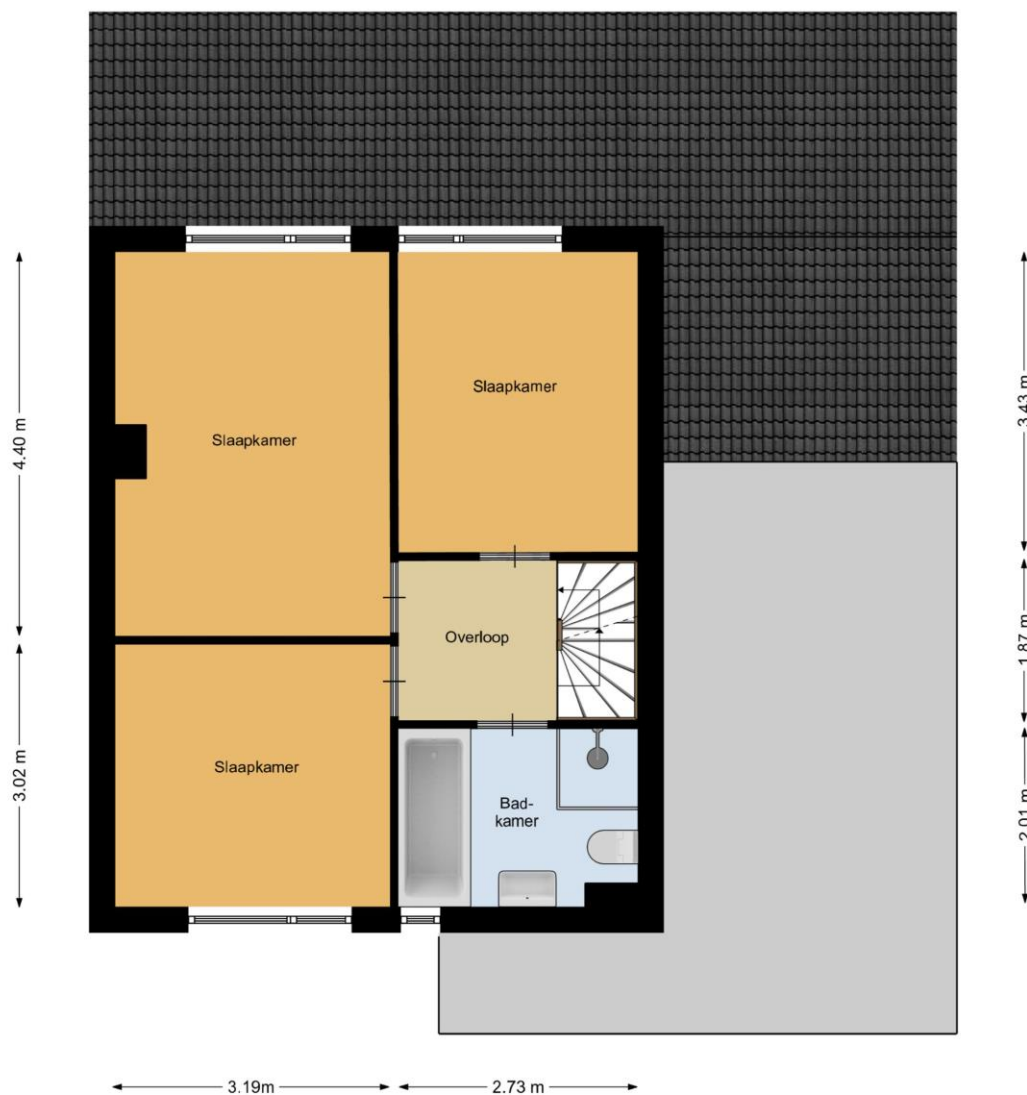 Slaapkamer
Slaapkamer
Overloop
Slaapkamer
Bad-
kamer
4.40 m
3.02 m
3.43 m
1.87 m
2.01 m
3.19m
2.73 m